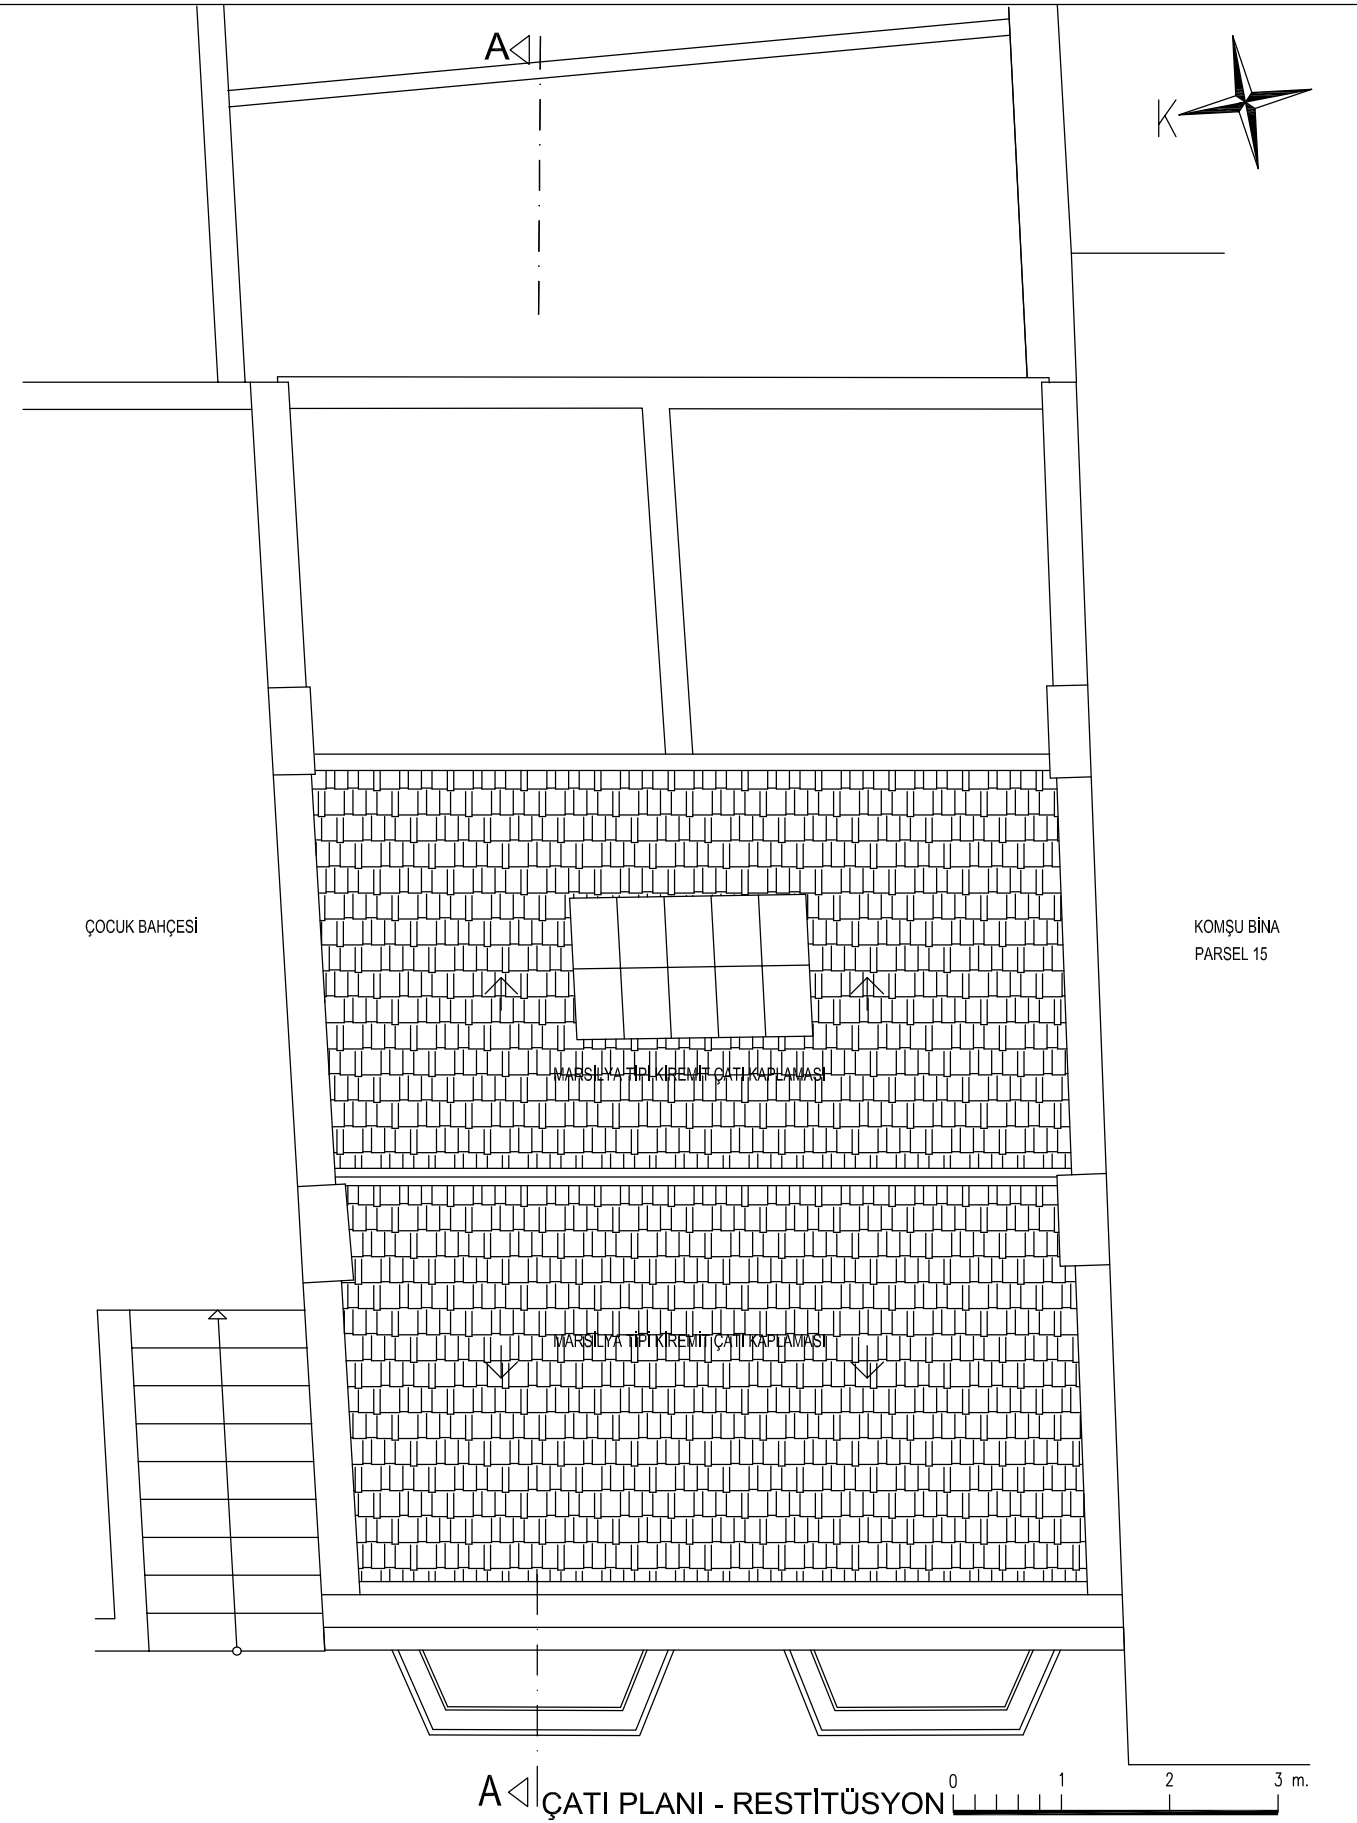 A
K
ÇOCUK BAHÇESİ
KOMŞU BİNA
PARSEL 15
MARSİLYA TİPİ KİREMİT ÇATI KAPLAMASI
MARSİLYA TİPİ KİREMİT ÇATI KAPLAMASI
A
ÇATI PLANI - RESTİTÜSYON
0 1 2 3 m.